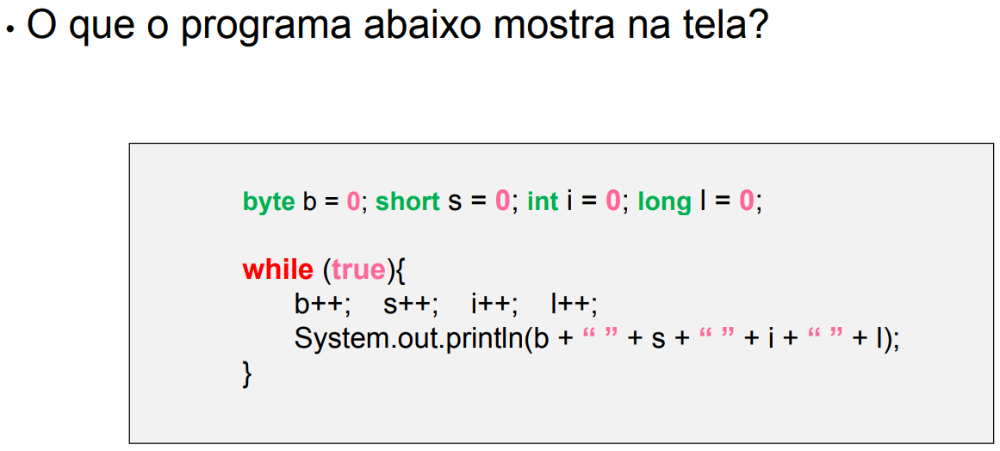 • O que o programa abaixo mostra na tela?
byte b = 0; short s = 0; int i = 0; long l = 0;
while (true){
b++; s++; i++; l++;
System.out.println(b + “ ” + s + “ ” + i + “ ” + l);
}